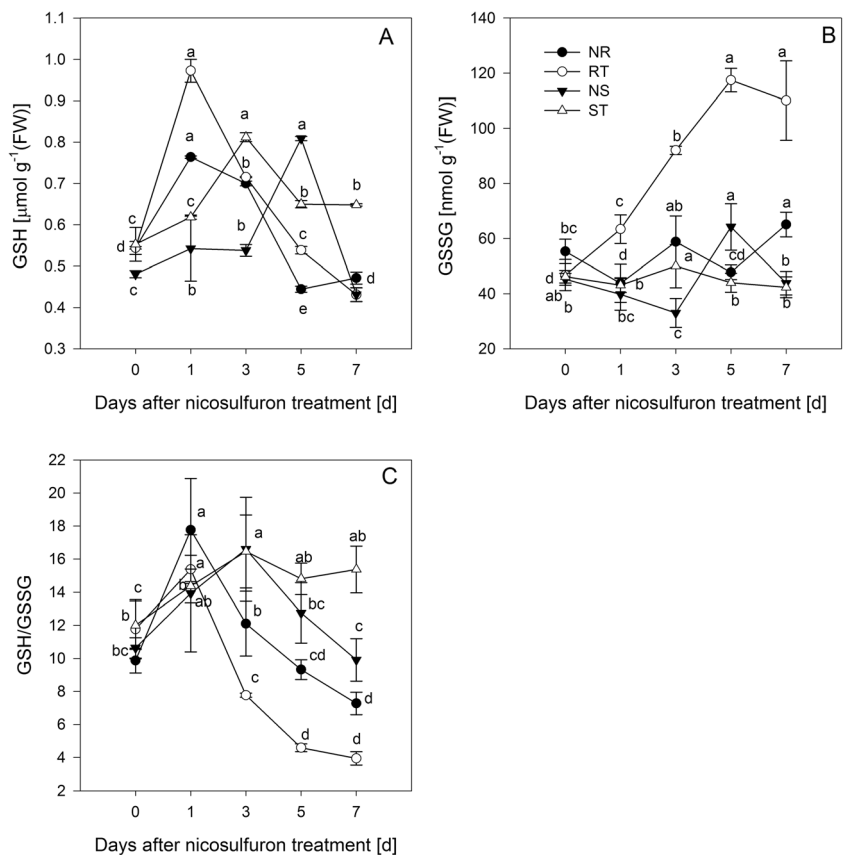 A
GSH [µmol g⁻¹(FW)]
1.0
0.9
0.8
0.7
0.6
0.5
0.4
0.3
a
a
a
a
b
c
c
d
c
b
b
b
c
d
e
0 1 3 5 7
Days after nicosulfuron treatment [d]
B
NR
RT
NS
ST
GSSG [nmol g⁻¹(FW)]
140
120
100
80
60
40
20
a
a
b
c
bc
d
ab
b
d
b
bc
ab
a
c
a
cd
b
a
b
b
0 1 3 5 7
Days after nicosulfuron treatment [d]
C
GSH/GSSG
22
20
18
16
14
12
10
8
6
4
2
a
a
b
ab
c
b
bc
a
b
c
ab
bc
cd
d
ab
c
d
d
0 1 3 5 7
Days after nicosulfuron treatment [d]